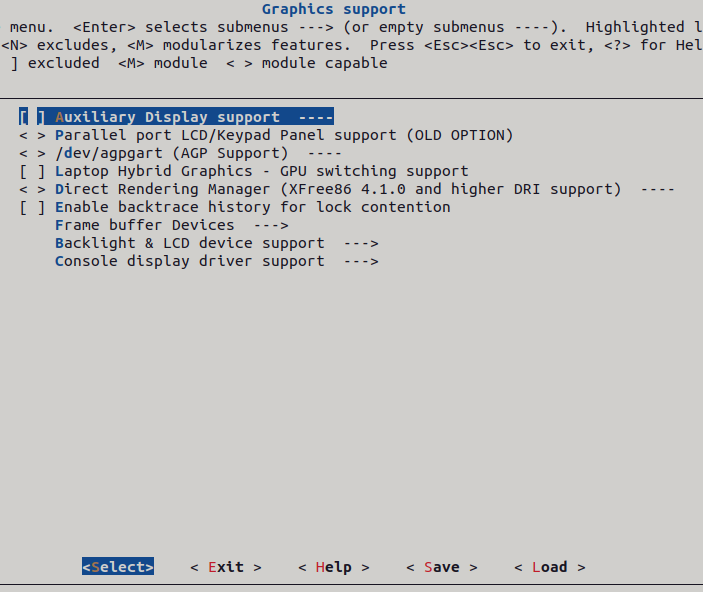 Graphics support
menu.  <Enter> selects submenus ---> (or empty submenus ----).  Highlighted l
<N> excludes, <M> modularizes features.  Press <Esc><Esc> to exit, <?> for Hel
] excluded  <M> module  < > module capable
[ ] Auxiliary Display support  ----
< > Parallel port LCD/Keypad Panel support (OLD OPTION)
< > /dev/agpgart (AGP Support)  ----
[ ] Laptop Hybrid Graphics - GPU switching support
< > Direct Rendering Manager (XFree86 4.1.0 and higher DRI support)  ----
[ ] Enable backtrace history for lock contention
Frame buffer Devices  --->
Backlight & LCD device support  --->
Console display driver support  --->
<Select>    < Exit >    < Help >    < Save >    < Load >